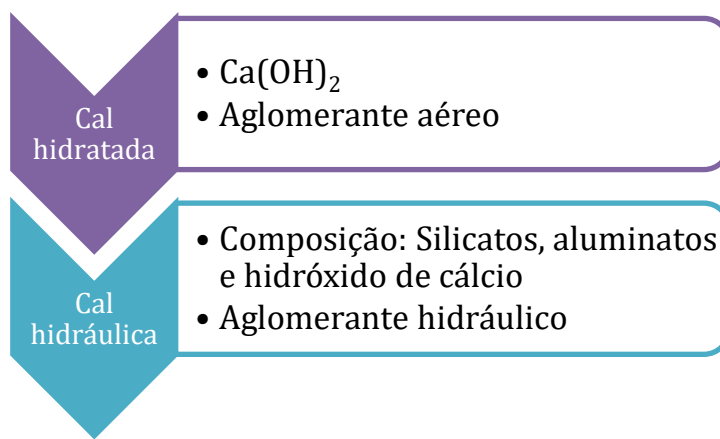 Cal
hidratada
• Ca(OH)₂
• Aglomerante aéreo
Cal
hidráulica
• Composição: Silicatos, aluminatos
e hidróxido de cálcio
• Aglomerante hidráulico